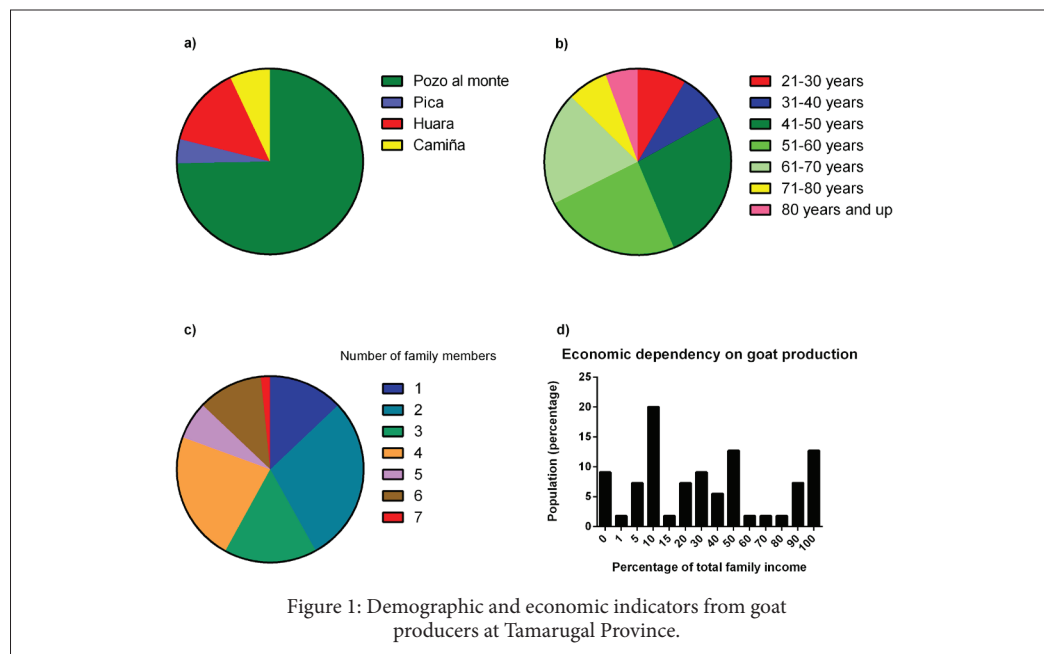 a)
Pozo al monte
Pica
Huara
Camiña
b)
21-30 years
31-40 years
41-50 years
51-60 years
61-70 years
71-80 years
80 years and up
c)
Number of family members
1
2
3
4
5
6
7
d)
Economic dependency on goat production
Population (percentage)
25
20
15
10
5
0
0 1 5 10 15 20 30 40 50 60 70 80 90 100
Percentage of total family income
Figure 1: Demographic and economic indicators from goat
producers at Tamarugal Province.